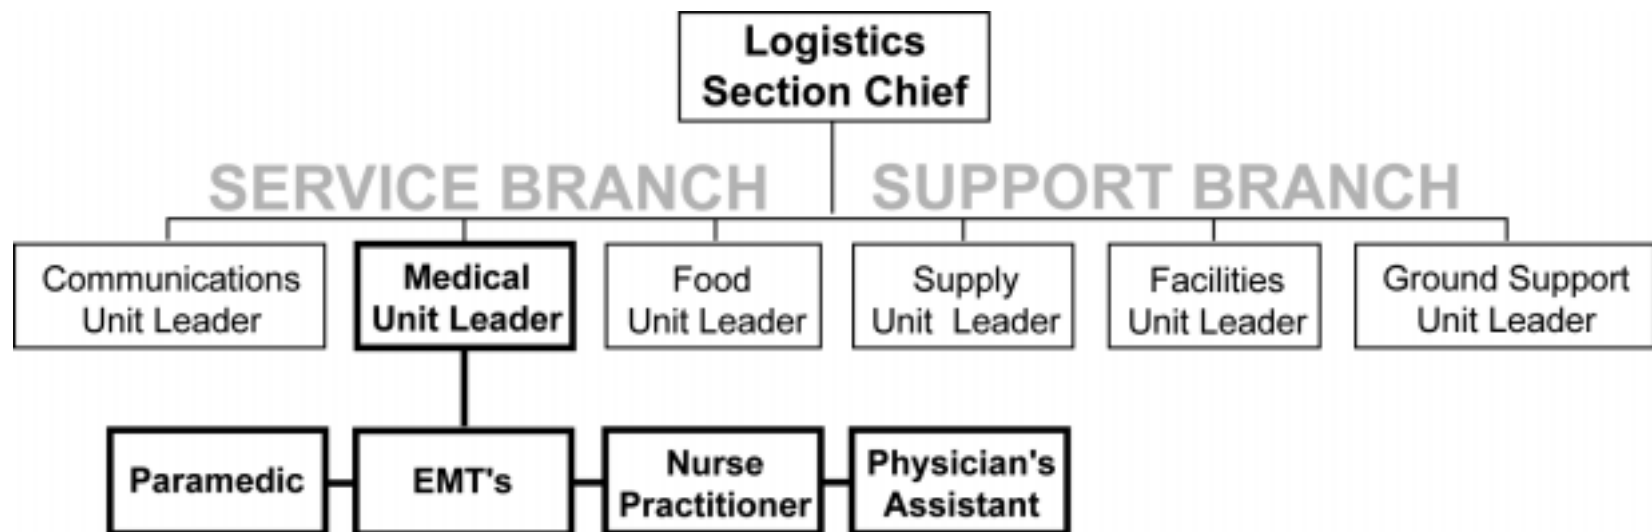 Logistics
Section Chief
SERVICE BRANCH
SUPPORT BRANCH
Communications
Unit Leader
Medical
Unit Leader
Food
Unit Leader
Supply
Unit Leader
Facilities
Unit Leader
Ground Support
Unit Leader
Paramedic
EMT's
Nurse
Practitioner
Physician's
Assistant